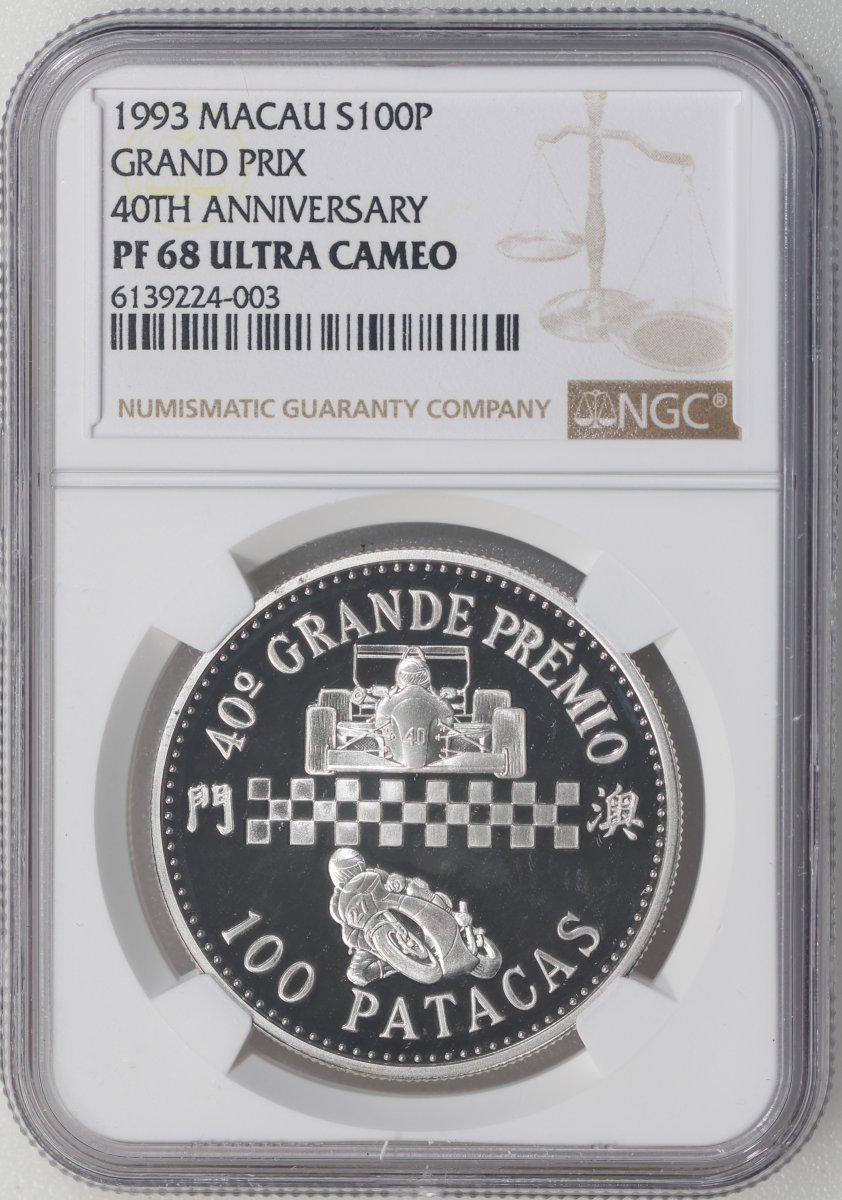 1993 MACAU S100P
GRAND PRIX
40TH ANNIVERSARY
PF 68 ULTRA CAMEO
6139224-003
NUMISMATIC GUARANTY COMPANY
NGC®
40º GRANDE PRÉMIO
40
門 澳
100 PATACAS